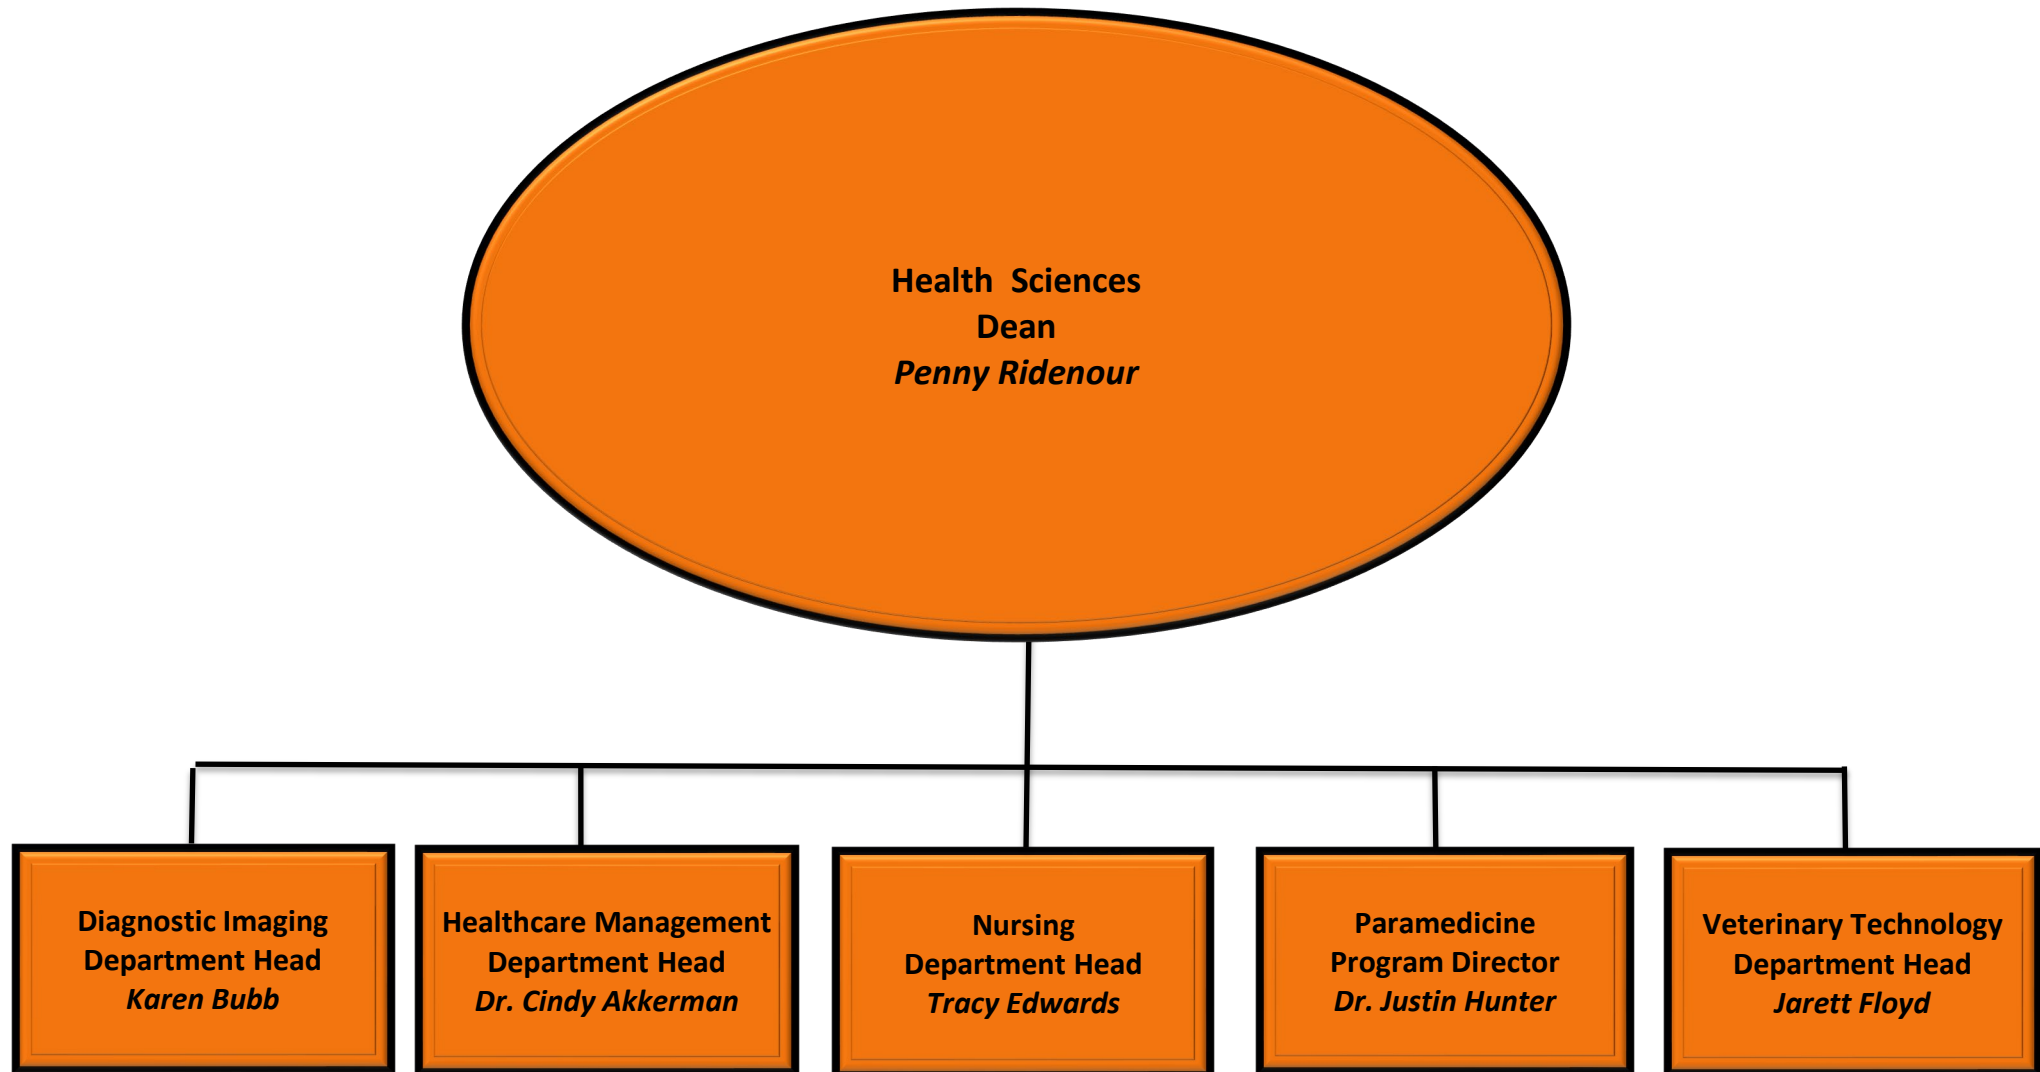 Health Sciences
Dean
Penny Ridenour
Diagnostic Imaging
Department Head
Karen Bubb
Healthcare Management
Department Head
Dr. Cindy Akkerman
Nursing
Department Head
Tracy Edwards
Paramedicine
Program Director
Dr. Justin Hunter
Veterinary Technology
Department Head
Jarett Floyd